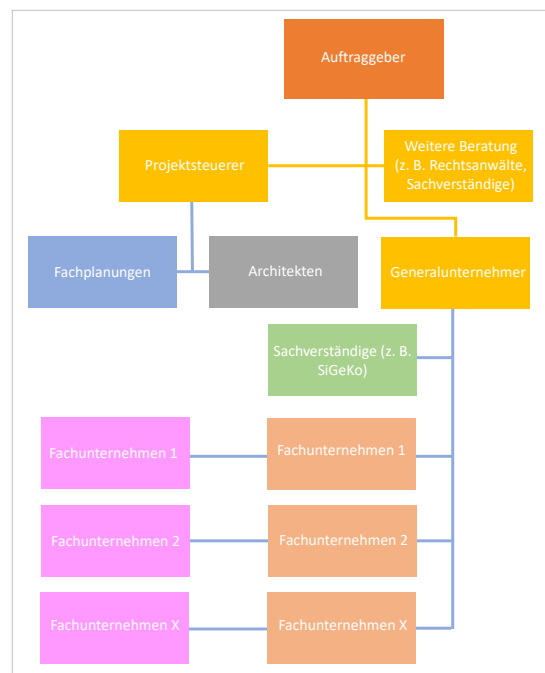 Auftraggeber
Projektsteuerer
Weitere Beratung
(z. B. Rechtsanwälte,
Sachverständige)
Fachplanungen
Architekten
Generalunternehmer
Sachverständige (z. B.
SiGeKo)
Fachunternehmen 1
Fachunternehmen 1
Fachunternehmen 2
Fachunternehmen 2
Fachunternehmen X
Fachunternehmen X